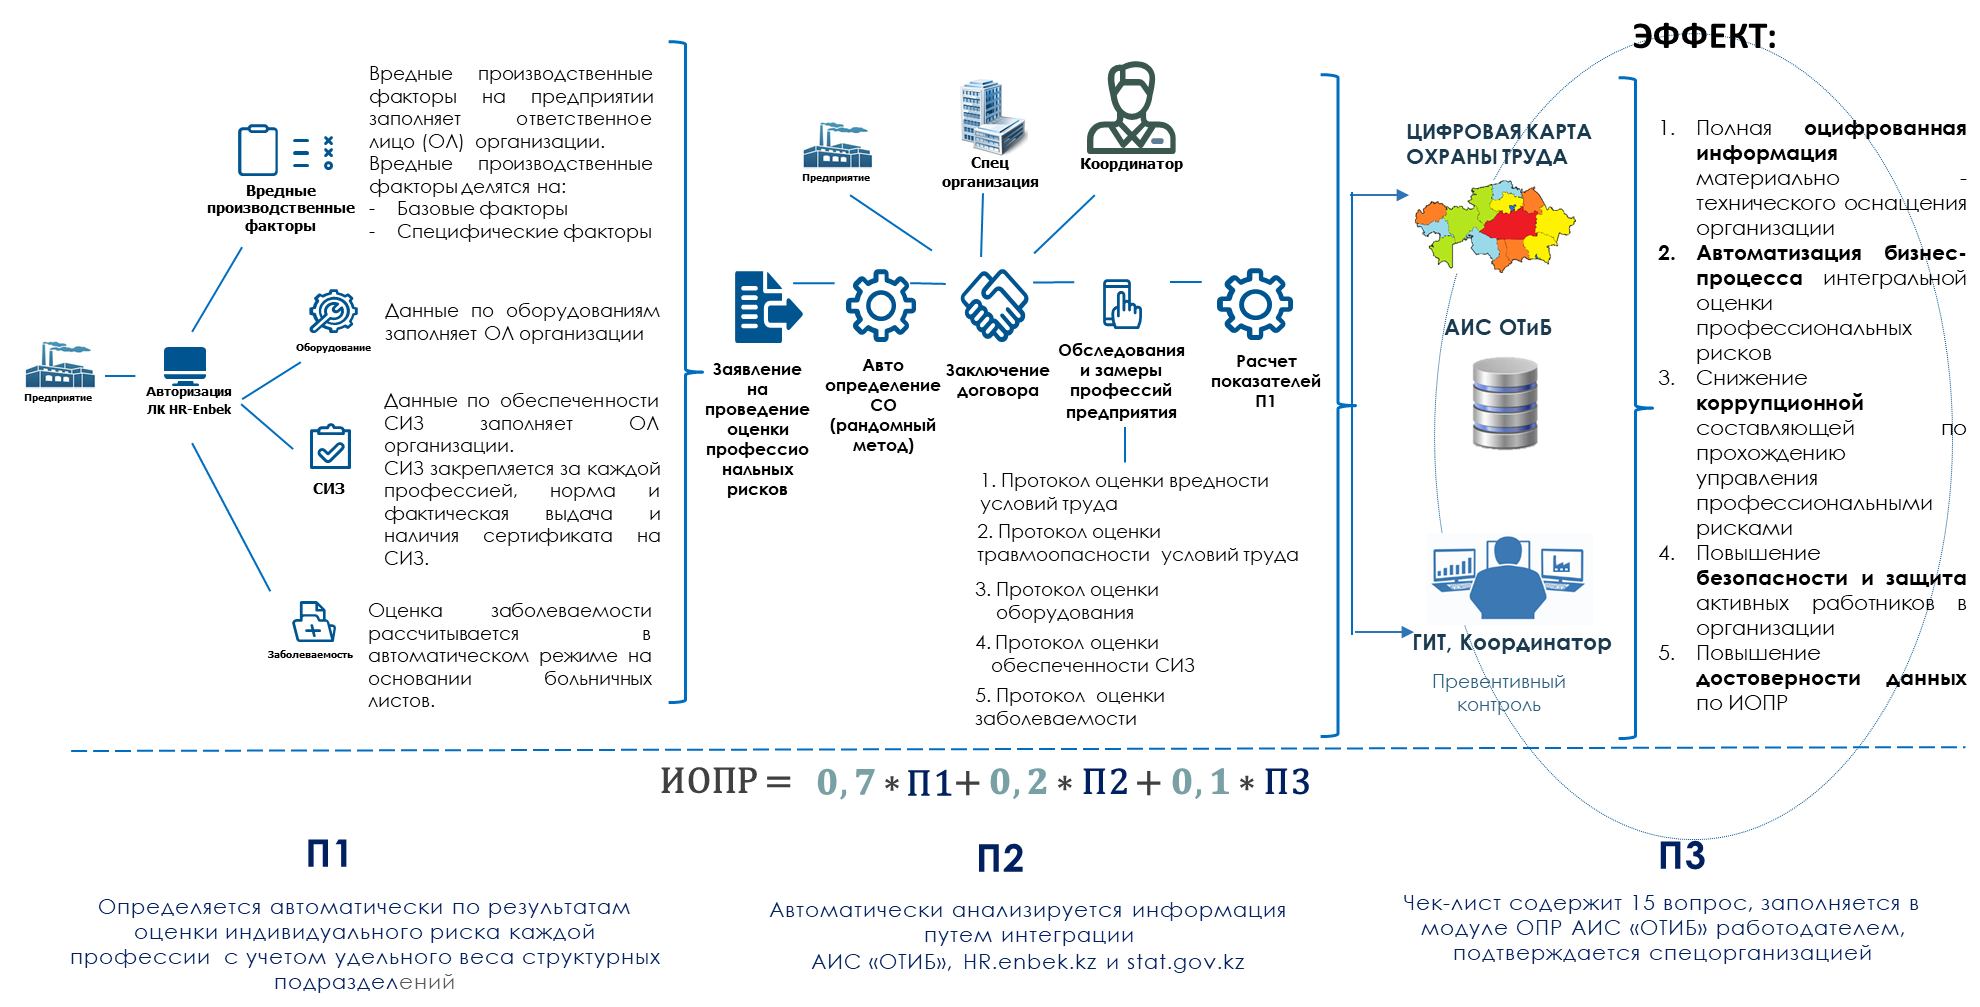 ЭФФЕКТ:
Вредные производственные
факторы на предприятии
заполняет ответственное
лицо (ОЛ) организации.
Вредные производственные
факторы делятся на:
- Базовые факторы
- Специфические факторы
Вредные
производственные
факторы
Данные по оборудованиям
заполняет ОЛ организации
Оборудование
Предприятие
Авторизация
ЛК HR-Enbek
Данные по обеспеченности
СИЗ заполняет ОЛ
организации.
СИЗ закрепляется за каждой
профессией, норма и
фактическая выдача и
наличия сертификата на
СИЗ.
СИЗ
Оценка заболеваемости
рассчитывается в
автоматическом режиме на
основании больничных
листов.
Заболеваемость
Предприятие
Спец
организация
Координатор
Заявление
на
проведение
оценки
профессио
нальных
рисков
Авто
определение
СО
(рандомный
метод)
Заключение
договора
Обследования
и замеры
профессий
предприятия
Расчет
показателей
П1
1. Протокол оценки вредности
условий труда
2. Протокол оценки
травмоопасности условий труда
3. Протокол оценки
оборудования
4. Протокол оценки
обеспеченности СИЗ
5. Протокол оценки
заболеваемости
ЦИФРОВАЯ КАРТА
ОХРАНЫ ТРУДА
АИС ОТиБ
ГИТ, Координатор
Превентивный
контроль
1. Полная оцифрованная
информация
материально -
технического оснащения
организации
2. Автоматизация бизнес-
процесса интегральной
оценки
профессиональных
рисков
3. Снижение
коррупционной
составляющей по
прохождению
управления
профессиональными
рисками
4. Повышение
безопасности и защита
активных работников в
организации
5. Повышение
достоверности данных
по ИОПР
ИОПР = 0,7 * П1 + 0,2 * П2 + 0,1 * П3
П1
Определяется автоматически по результатам
оценки индивидуального риска каждой
профессии с учетом удельного веса структурных
подразделений
П2
Автоматически анализируется информация
путем интеграции
АИС «ОТИБ», HR.enbek.kz и stat.gov.kz
П3
Чек-лист содержит 15 вопрос, заполняется в
модуле ОПР АИС «ОТИБ» работодателем,
подтверждается спецорганизацией